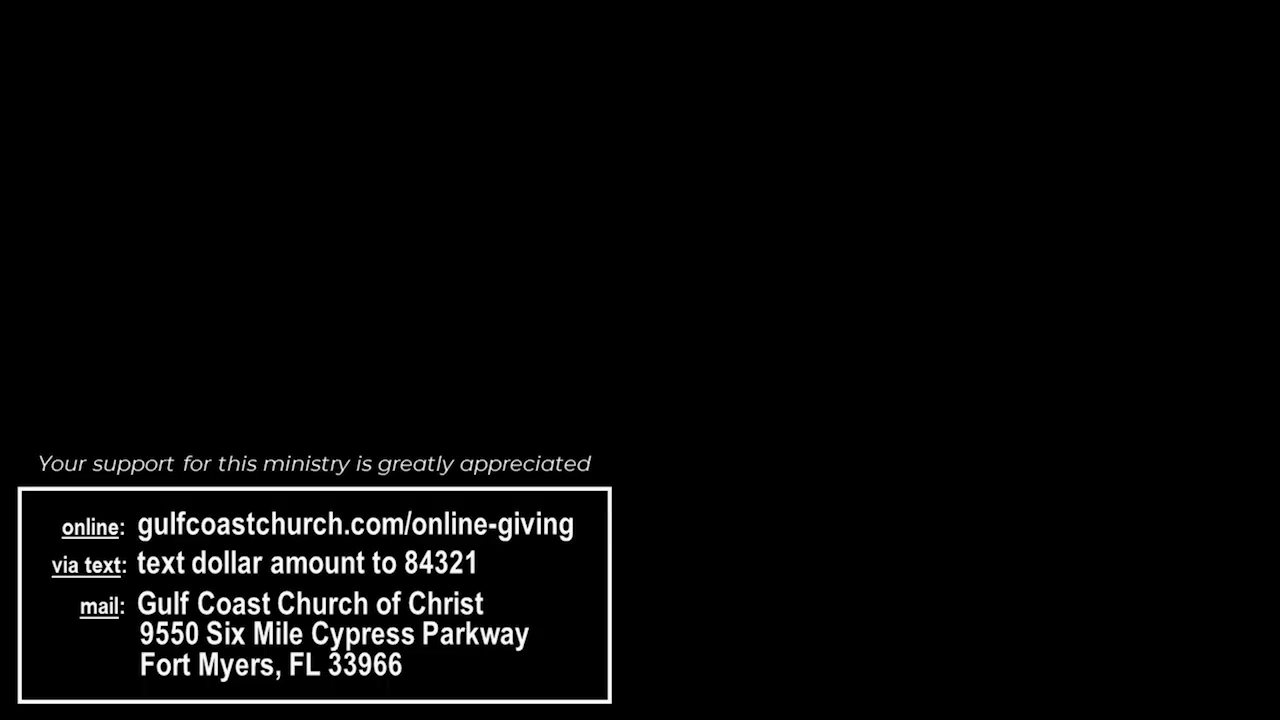 Your support for this ministry is greatly appreciated
online: gulfcoastchurch.com/online-giving
via text: text dollar amount to 84321
mail: Gulf Coast Church of Christ
9550 Six Mile Cypress Parkway
Fort Myers, FL 33966